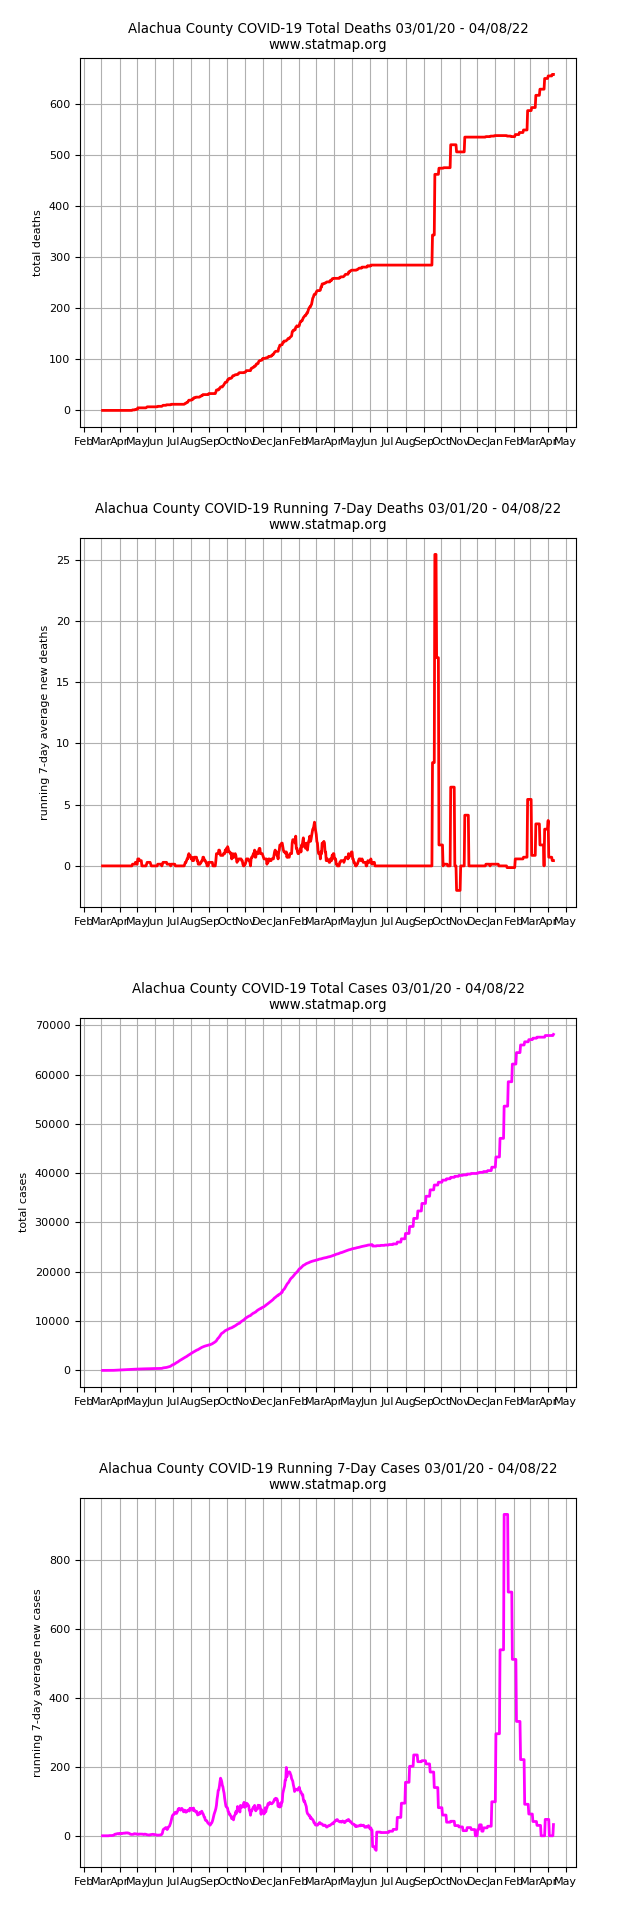 Alachua County COVID-19 Total Deaths 03/01/20 - 04/08/22
www.statmap.org
600
500
400
300
200
100
0
total deaths
Feb Mar Apr May Jun Jul Aug Sep Oct Nov Dec Jan Feb Mar Apr May Jun Jul Aug Sep Oct Nov Dec Jan Feb Mar Apr May
Alachua County COVID-19 Running 7-Day Deaths 03/01/20 - 04/08/22
www.statmap.org
25
20
15
10
5
0
running 7-day average new deaths
Feb Mar Apr May Jun Jul Aug Sep Oct Nov Dec Jan Feb Mar Apr May Jun Jul Aug Sep Oct Nov Dec Jan Feb Mar Apr May
Alachua County COVID-19 Total Cases 03/01/20 - 04/08/22
www.statmap.org
70000
60000
50000
40000
30000
20000
10000
0
total cases
Feb Mar Apr May Jun Jul Aug Sep Oct Nov Dec Jan Feb Mar Apr May Jun Jul Aug Sep Oct Nov Dec Jan Feb Mar Apr May
Alachua County COVID-19 Running 7-Day Cases 03/01/20 - 04/08/22
www.statmap.org
800
600
400
200
0
running 7-day average new cases
Feb Mar Apr May Jun Jul Aug Sep Oct Nov Dec Jan Feb Mar Apr May Jun Jul Aug Sep Oct Nov Dec Jan Feb Mar Apr May